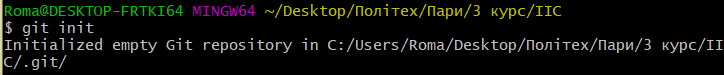 Roma@DESKTOP-FRTKI64 MINGW64 ~/Desktop/Політех/Пари/3 курс/ІІС
$ git init
Initialized empty Git repository in C:/Users/Roma/Desktop/Політех/Пари/3 курс/ІІ
С/.git/